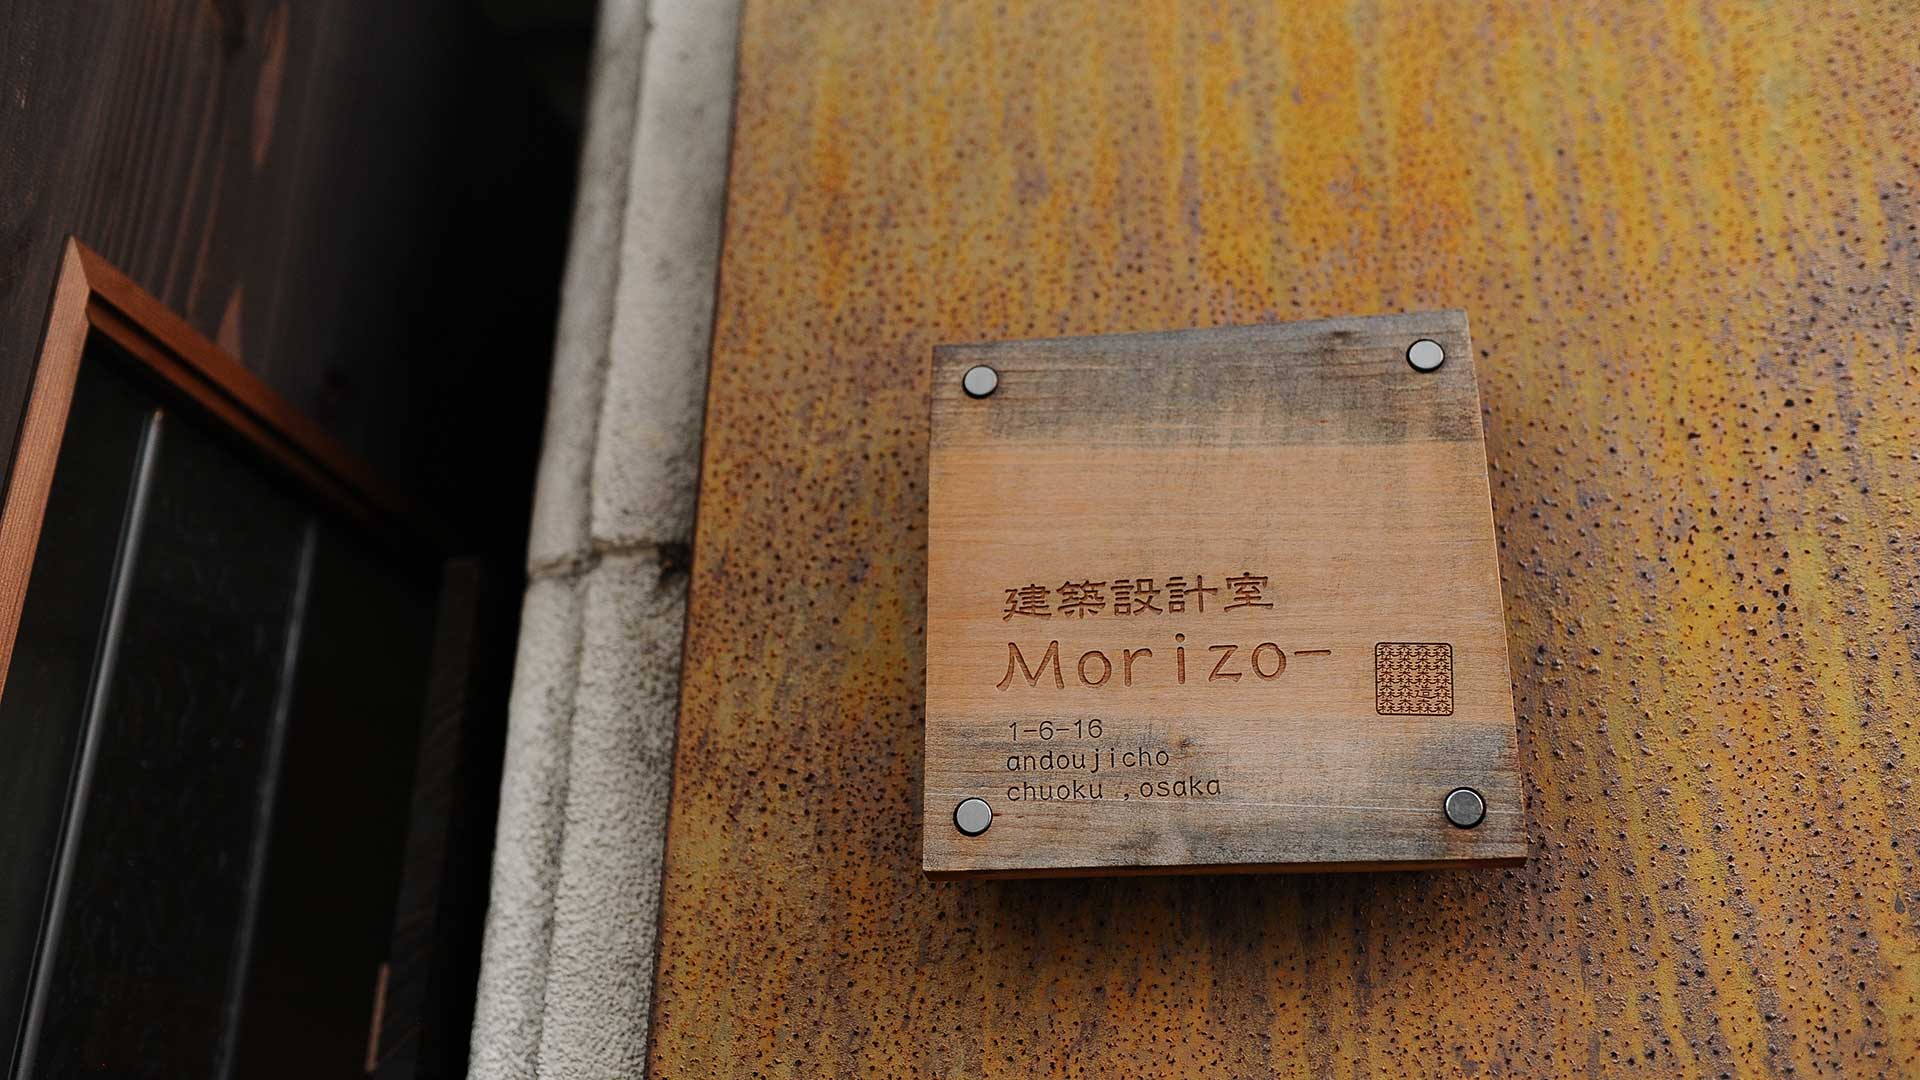 建築設計室
Morizo-
1-6-16
andoujicho
chuoku ,osaka